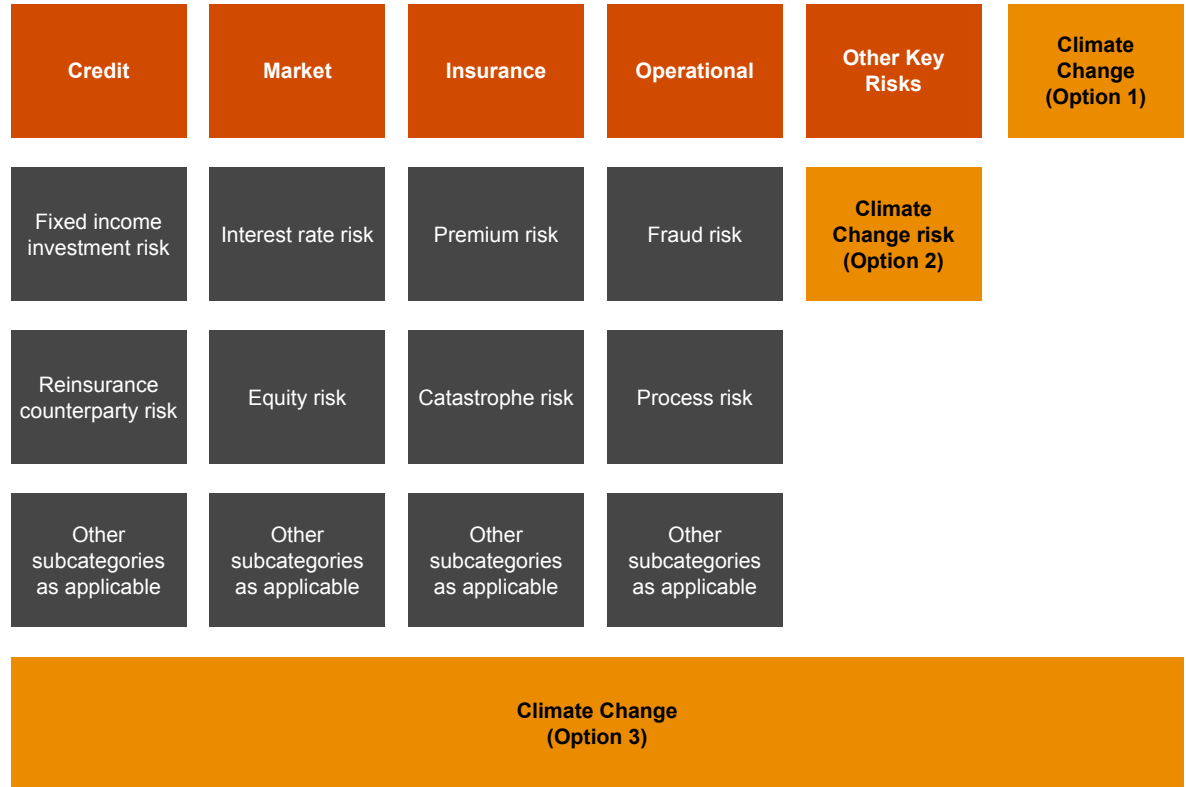 Credit
Market
Insurance
Operational
Other Key
Risks
Climate
Change
(Option 1)
Fixed income
investment risk
Interest rate risk
Premium risk
Fraud risk
Climate
Change risk
(Option 2)
Reinsurance
counterparty risk
Equity risk
Catastrophe risk
Process risk
Other
subcategories
as applicable
Other
subcategories
as applicable
Other
subcategories
as applicable
Other
subcategories
as applicable
Climate Change
(Option 3)